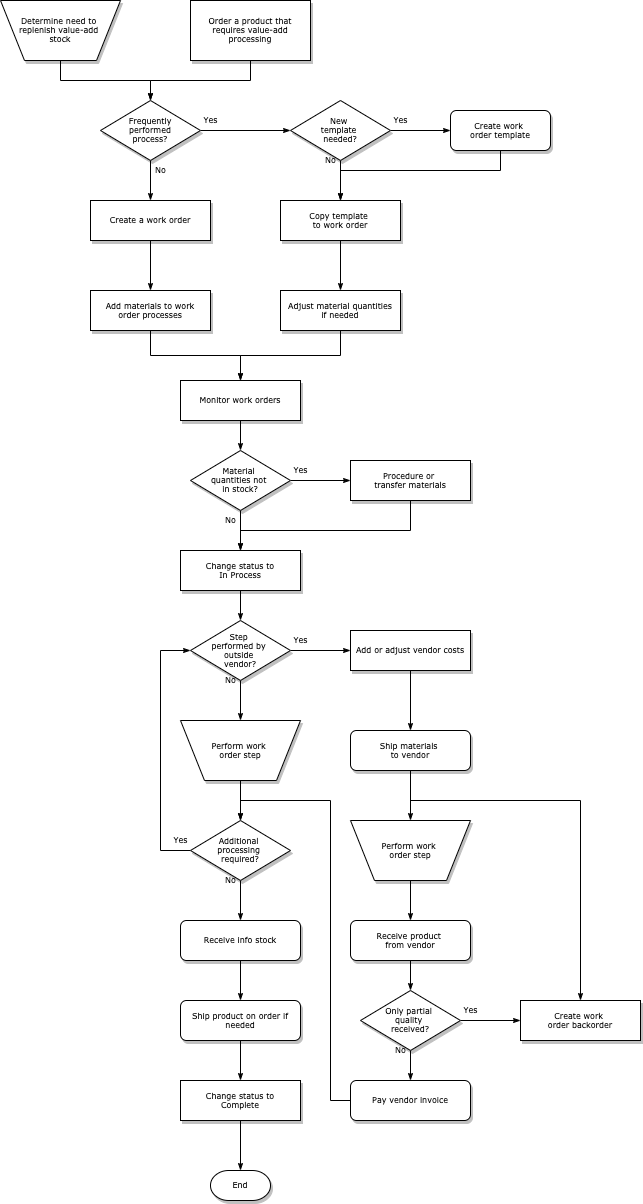 Determine need to
replenish value-add
stock
Order a product that
requires value-add
processing
Frequently
performed
process?
Yes
New
template
needed?
Yes
Create work
order template
No
No
Create a work order
Copy template
to work order
Add materials to work
order processes
Adjust material quantities
if needed
Monitor work orders
Material
quantities not
in stock?
Yes
Procedure or
transfer materials
No
Change status to
In Process
Step
performed by
outside
vendor?
Yes
Add or adjust vendor costs
No
Perform work
order step
Ship materials
to vendor
Yes
Additional
processing
required?
Perform work
order step
No
Receive info stock
Receive product
from vendor
Ship product on order if
needed
Only partial
quality
received?
Yes
Create work
order backorder
No
Change status to
Complete
Pay vendor invoice
End